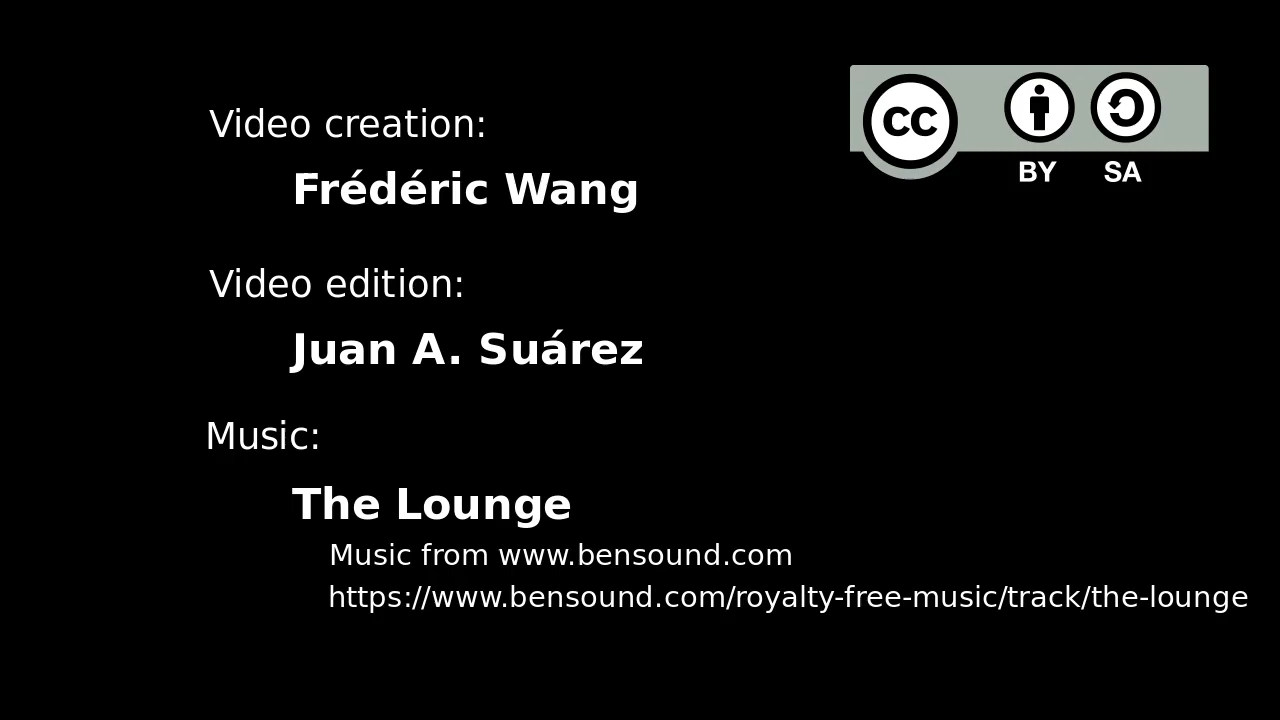 Video creation:
Frédéric Wang
Video edition:
Juan A. Suárez
Music:
The Lounge
Music from www.bensound.com
https://www.bensound.com/royalty-free-music/track/the-lounge
CC
BY SA